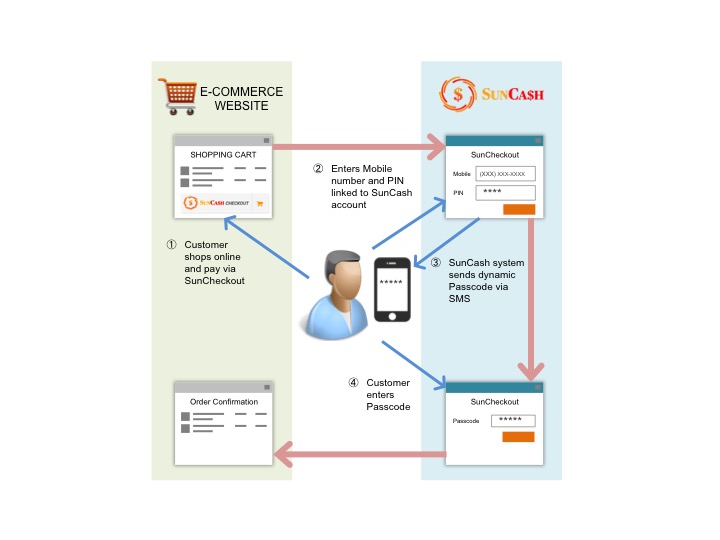 E-COMMERCE
WEBSITE
SUNCA$H
SHOPPING CART
SUNCASH CHECKOUT
SunCheckout
Mobile (XXX) XXX-XXXX
PIN ****
② Enters Mobile
number and PIN
linked to SunCash
account
① Customer
shops online
and pay via
SunCheckout
③ SunCash system
sends dynamic
Passcode via
SMS
*****
④ Customer
enters
Passcode
Order Confirmation
SunCheckout
Passcode *****